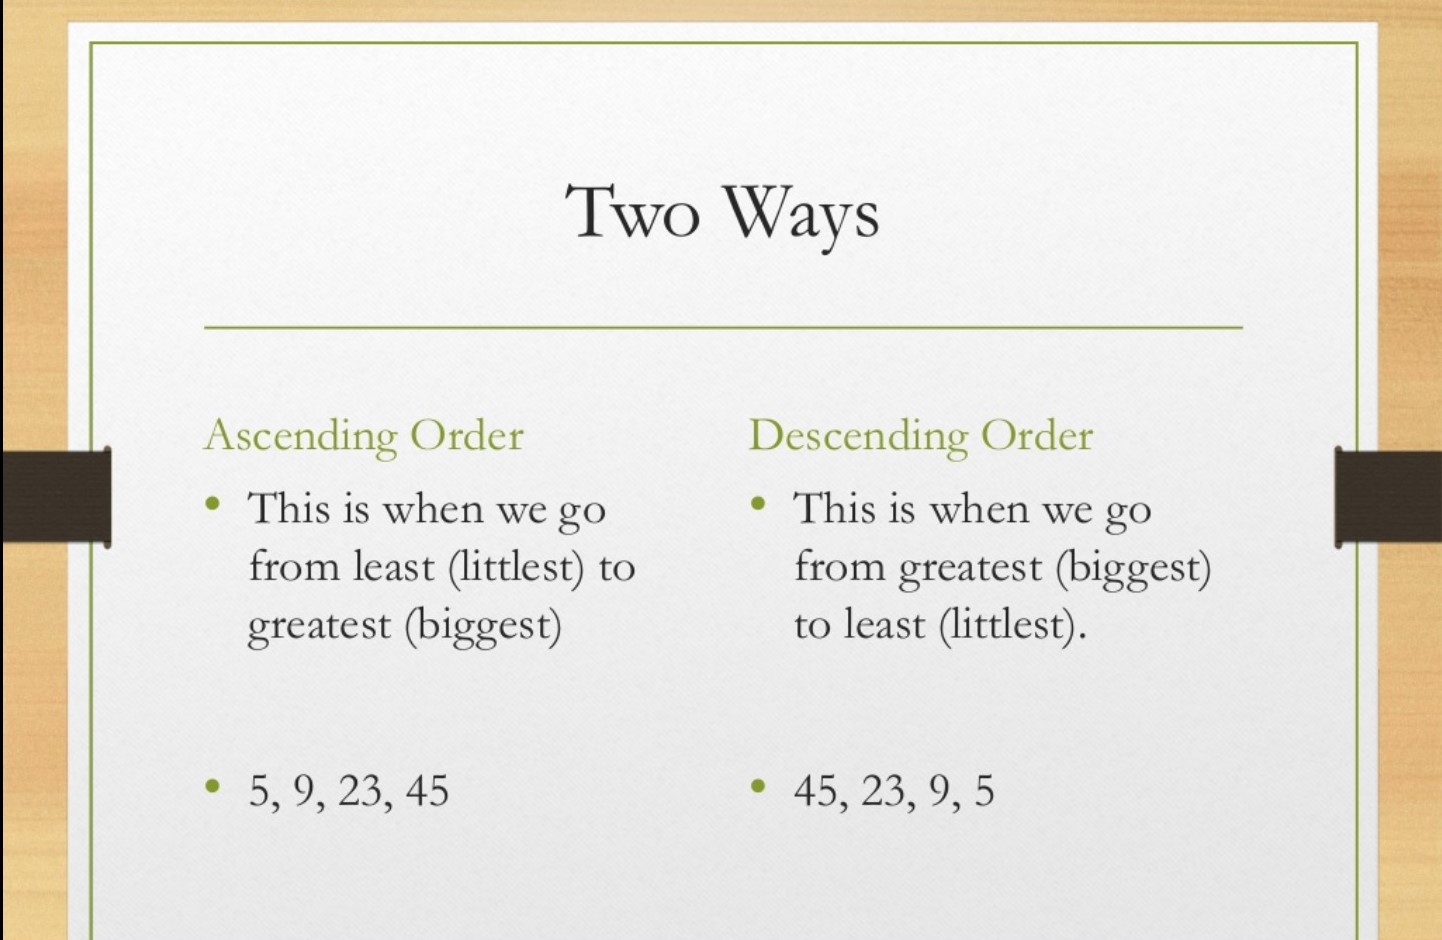 Two Ways
Ascending Order
• This is when we go
from least (littlest) to
greatest (biggest)
• 5, 9, 23, 45
Descending Order
• This is when we go
from greatest (biggest)
to least (littlest).
• 45, 23, 9, 5